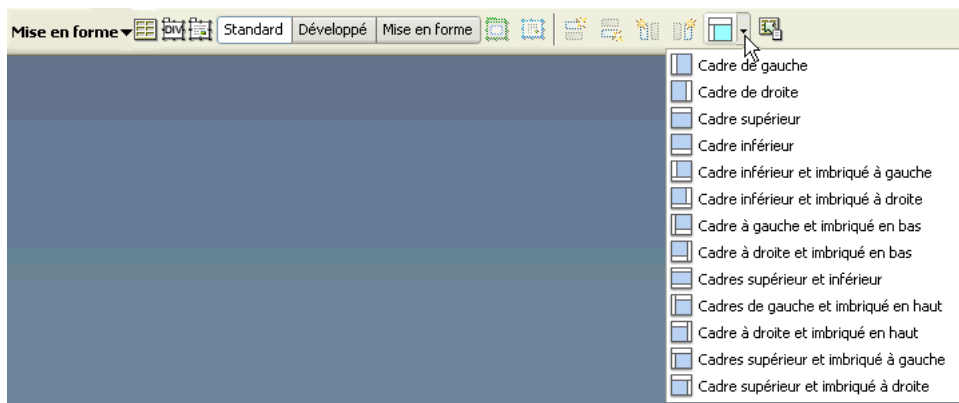 Mise en forme DIV Standard Développé Mise en forme
Cadre de gauche
Cadre de droite
Cadre supérieur
Cadre inférieur
Cadre inférieur et imbriqué à gauche
Cadre inférieur et imbriqué à droite
Cadre à gauche et imbriqué en bas
Cadre à droite et imbriqué en bas
Cadres supérieur et inférieur
Cadres de gauche et imbriqué en haut
Cadre à droite et imbriqué en haut
Cadres supérieur et imbriqué à gauche
Cadre supérieur et imbriqué à droite